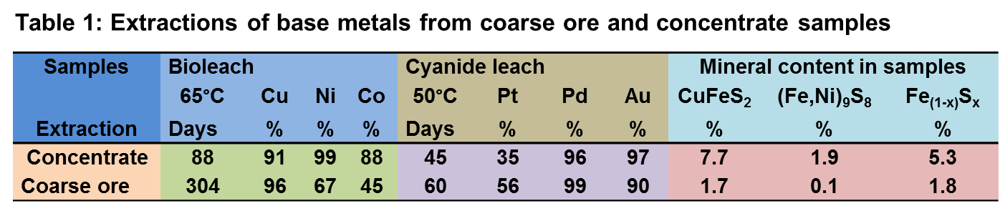 Table 1: Extractions of base metals from coarse ore and concentrate samples
Samples Bioleach Cyanide leach Mineral content in samples
65°C Cu Ni Co 50°C Pt Pd Au CuFeS₂ (Fe,Ni)₉S₈ Fe₍₁₋ₓ₎Sₓ
Extraction Days % % % Days % % % % % %
Concentrate 88 91 99 88 45 35 96 97 7.7 1.9 5.3
Coarse ore 304 96 67 45 60 56 99 90 1.7 0.1 1.8